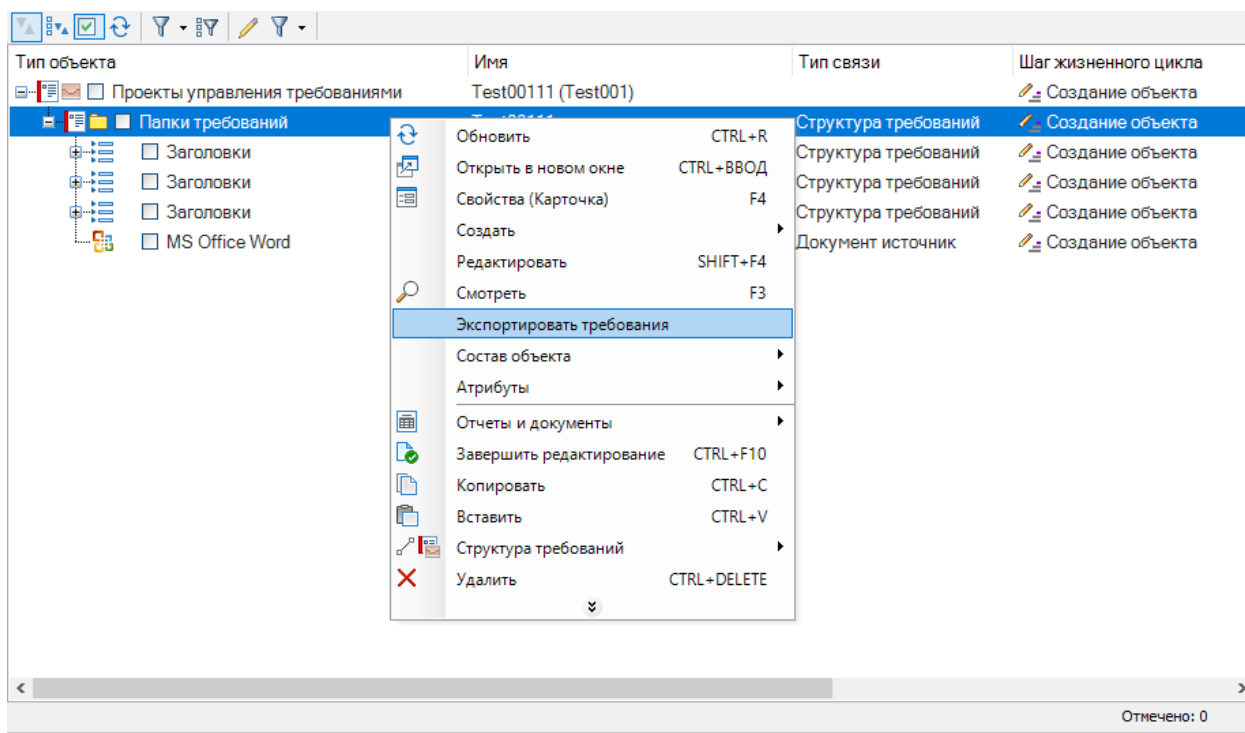 Тип объекта Имя Тип связи Шаг жизненного цикла
Проекты управления требованиями Test00111 (Test001) Создание объекта
Папки требований Структура требований Создание объекта
Заголовки Структура требований Создание объекта
Заголовки Структура требований Создание объекта
Заголовки Структура требований Создание объекта
MS Office Word Документ источник Создание объекта
Обновить CTRL+R
Открыть в новом окне CTRL+ВВОД
Свойства (Карточка) F4
Создать
Редактировать SHIFT+F4
Смотреть F3
Экспортировать требования
Состав объекта
Атрибуты
Отчеты и документы
Завершить редактирование CTRL+F10
Копировать CTRL+C
Вставить CTRL+V
Структура требований
Удалить CTRL+DELETE
Отмечено: 0